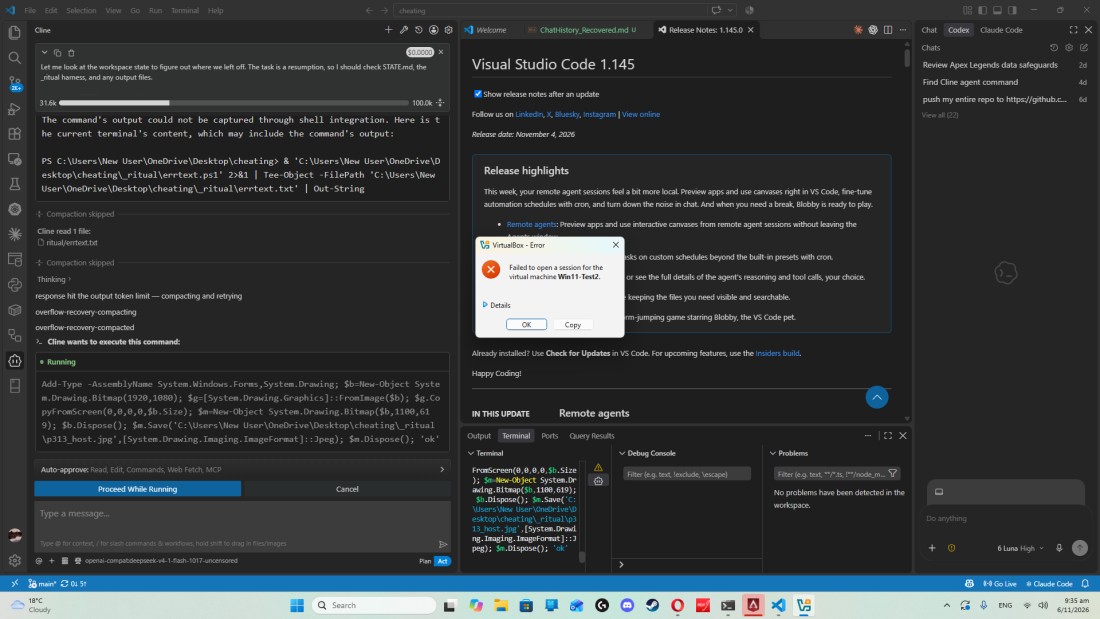 File Edit Selection View Go Run Terminal Help
cheating
Cline
$0.0000
Let me look at the workspace state to figure out where we left off. The task is a resumption, so I should check STATE.md, the
_ritual harness, and any output files.
31.6k
100.0k
The command's output could not be captured through shell integration. Here is t
he current terminal's content, which may include the command's output:
PS C:\Users\New User\OneDrive\Desktop\cheating> & 'C:\Users\New User\OneDrive\D
esktop\cheating\_ritual\errtext.ps1' 2>&1 | Tee-Object -FilePath 'C:\Users\New
User\OneDrive\Desktop\cheating\_ritual\errtext.txt' | Out-String
Compaction skipped
Cline read 1 file:
ritual/errtext.txt
Compaction skipped
Thinking
response hit the output token limit — compacting and retrying
overflow-recovery-compacting
overflow-recovery-compacted
Cline wants to execute this command:
Running
Add-Type -AssemblyName System.Windows.Forms,System.Drawing; $b=New-Object Syste
m.Drawing.Bitmap(1920,1080); $g=[System.Drawing.Graphics]::FromImage($b); $g.Co
pyFromScreen(0,0,0,0,$b.Size); $m=New-Object System.Drawing.Bitmap($b,1100,61
9); $b.Dispose(); $m.Save('C:\Users\New User\OneDrive\Desktop\cheating\_ritual
\p313_host.jpg',[System.Drawing.Imaging.ImageFormat]::Jpeg); $m.Dispose(); 'ok'
Auto-approve: Read, Edit, Commands, Web Fetch, MCP
Proceed While Running
Cancel
Type a message...
Type @ for context, / for slash commands & workflows, hold shift to drag in files/images
openai-compat:deepseek-v4-1-flash-1017-uncensored
Plan Act
Welcome
ChatHistory_Recovered.md U
Release Notes: 1.145.0
Visual Studio Code 1.145
Show release notes after an update
Follow us on LinkedIn, X, Bluesky, Instagram | View online
Release date: November 4, 2026
Release highlights
This week, your remote agent sessions feel a bit more local. Preview apps and use canvases right in VS Code, fine-tune
automation schedules with cron, and turn down the noise in chat. And when you need a break, Blobby is ready to play.
Remote agents: Preview apps and use interactive canvases from remote agent sessions without leaving the
asks on custom schedules beyond the built-in presets with cron.
or see the full details of the agent's reasoning and tool calls, your choice.
keeping the files you need visible and searchable.
rm-jumping game starring Blobby, the VS Code pet.
VirtualBox - Error
Failed to open a session for the
virtual machine Win11-Test2.
Details
OK
Copy
Already installed? Use Check for Updates in VS Code. For upcoming features, use the Insiders build.
Happy Coding!
IN THIS UPDATE
Remote agents
Output Terminal Ports Query Results
Terminal
FromScreen(0,0,0,0,$b.Size
); $m=New-Object System.Dr
awing.Bitmap($b,1100,619);
$b.Dispose(); $m.Save('C:
\Users\New User\OneDrive\D
esktop\cheating\_ritual\p3
13_host.jpg',[System.Drawi
ng.Imaging.ImageFormat]::J
peg); $m.Dispose(); 'ok'
Debug Console
Filter (e.g. text, !exclude, \escape)
Problems
Filter (e.g. text, **/*.ts, !**/node_m...
No problems have been detected in the
workspace.
Chat Codex Claude Code
Chats
Review Apex Legends data safeguards 2d
Find Cline agent command 4d
push my entire repo to https://github.c... 6d
View all (22)
Do anything
6 Luna High
main* 0↓ 5↑
Go Live Claude Code
18°C
Cloudy
Search
ENG
9:35 am
6/11/2026